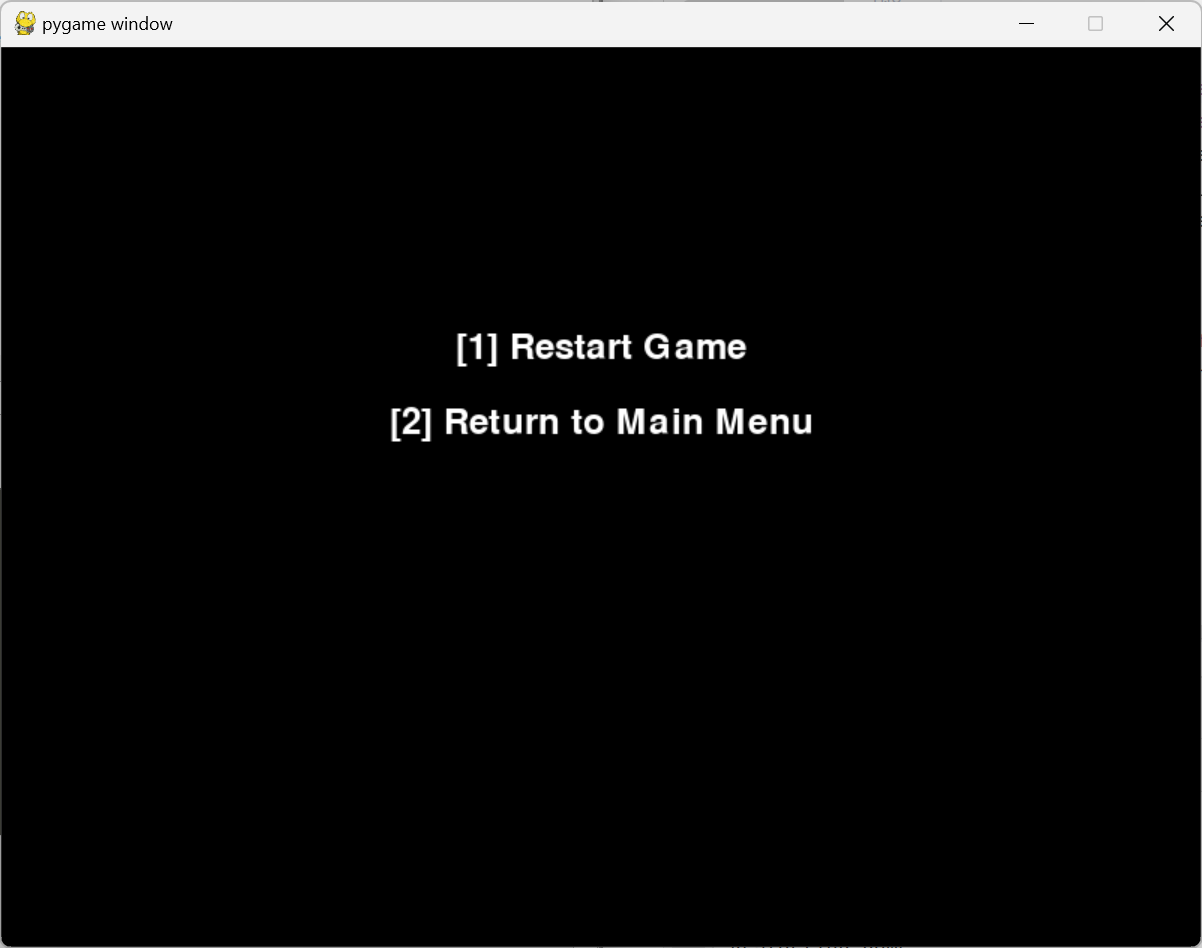 pygame window
[1] Restart Game
[2] Return to Main Menu